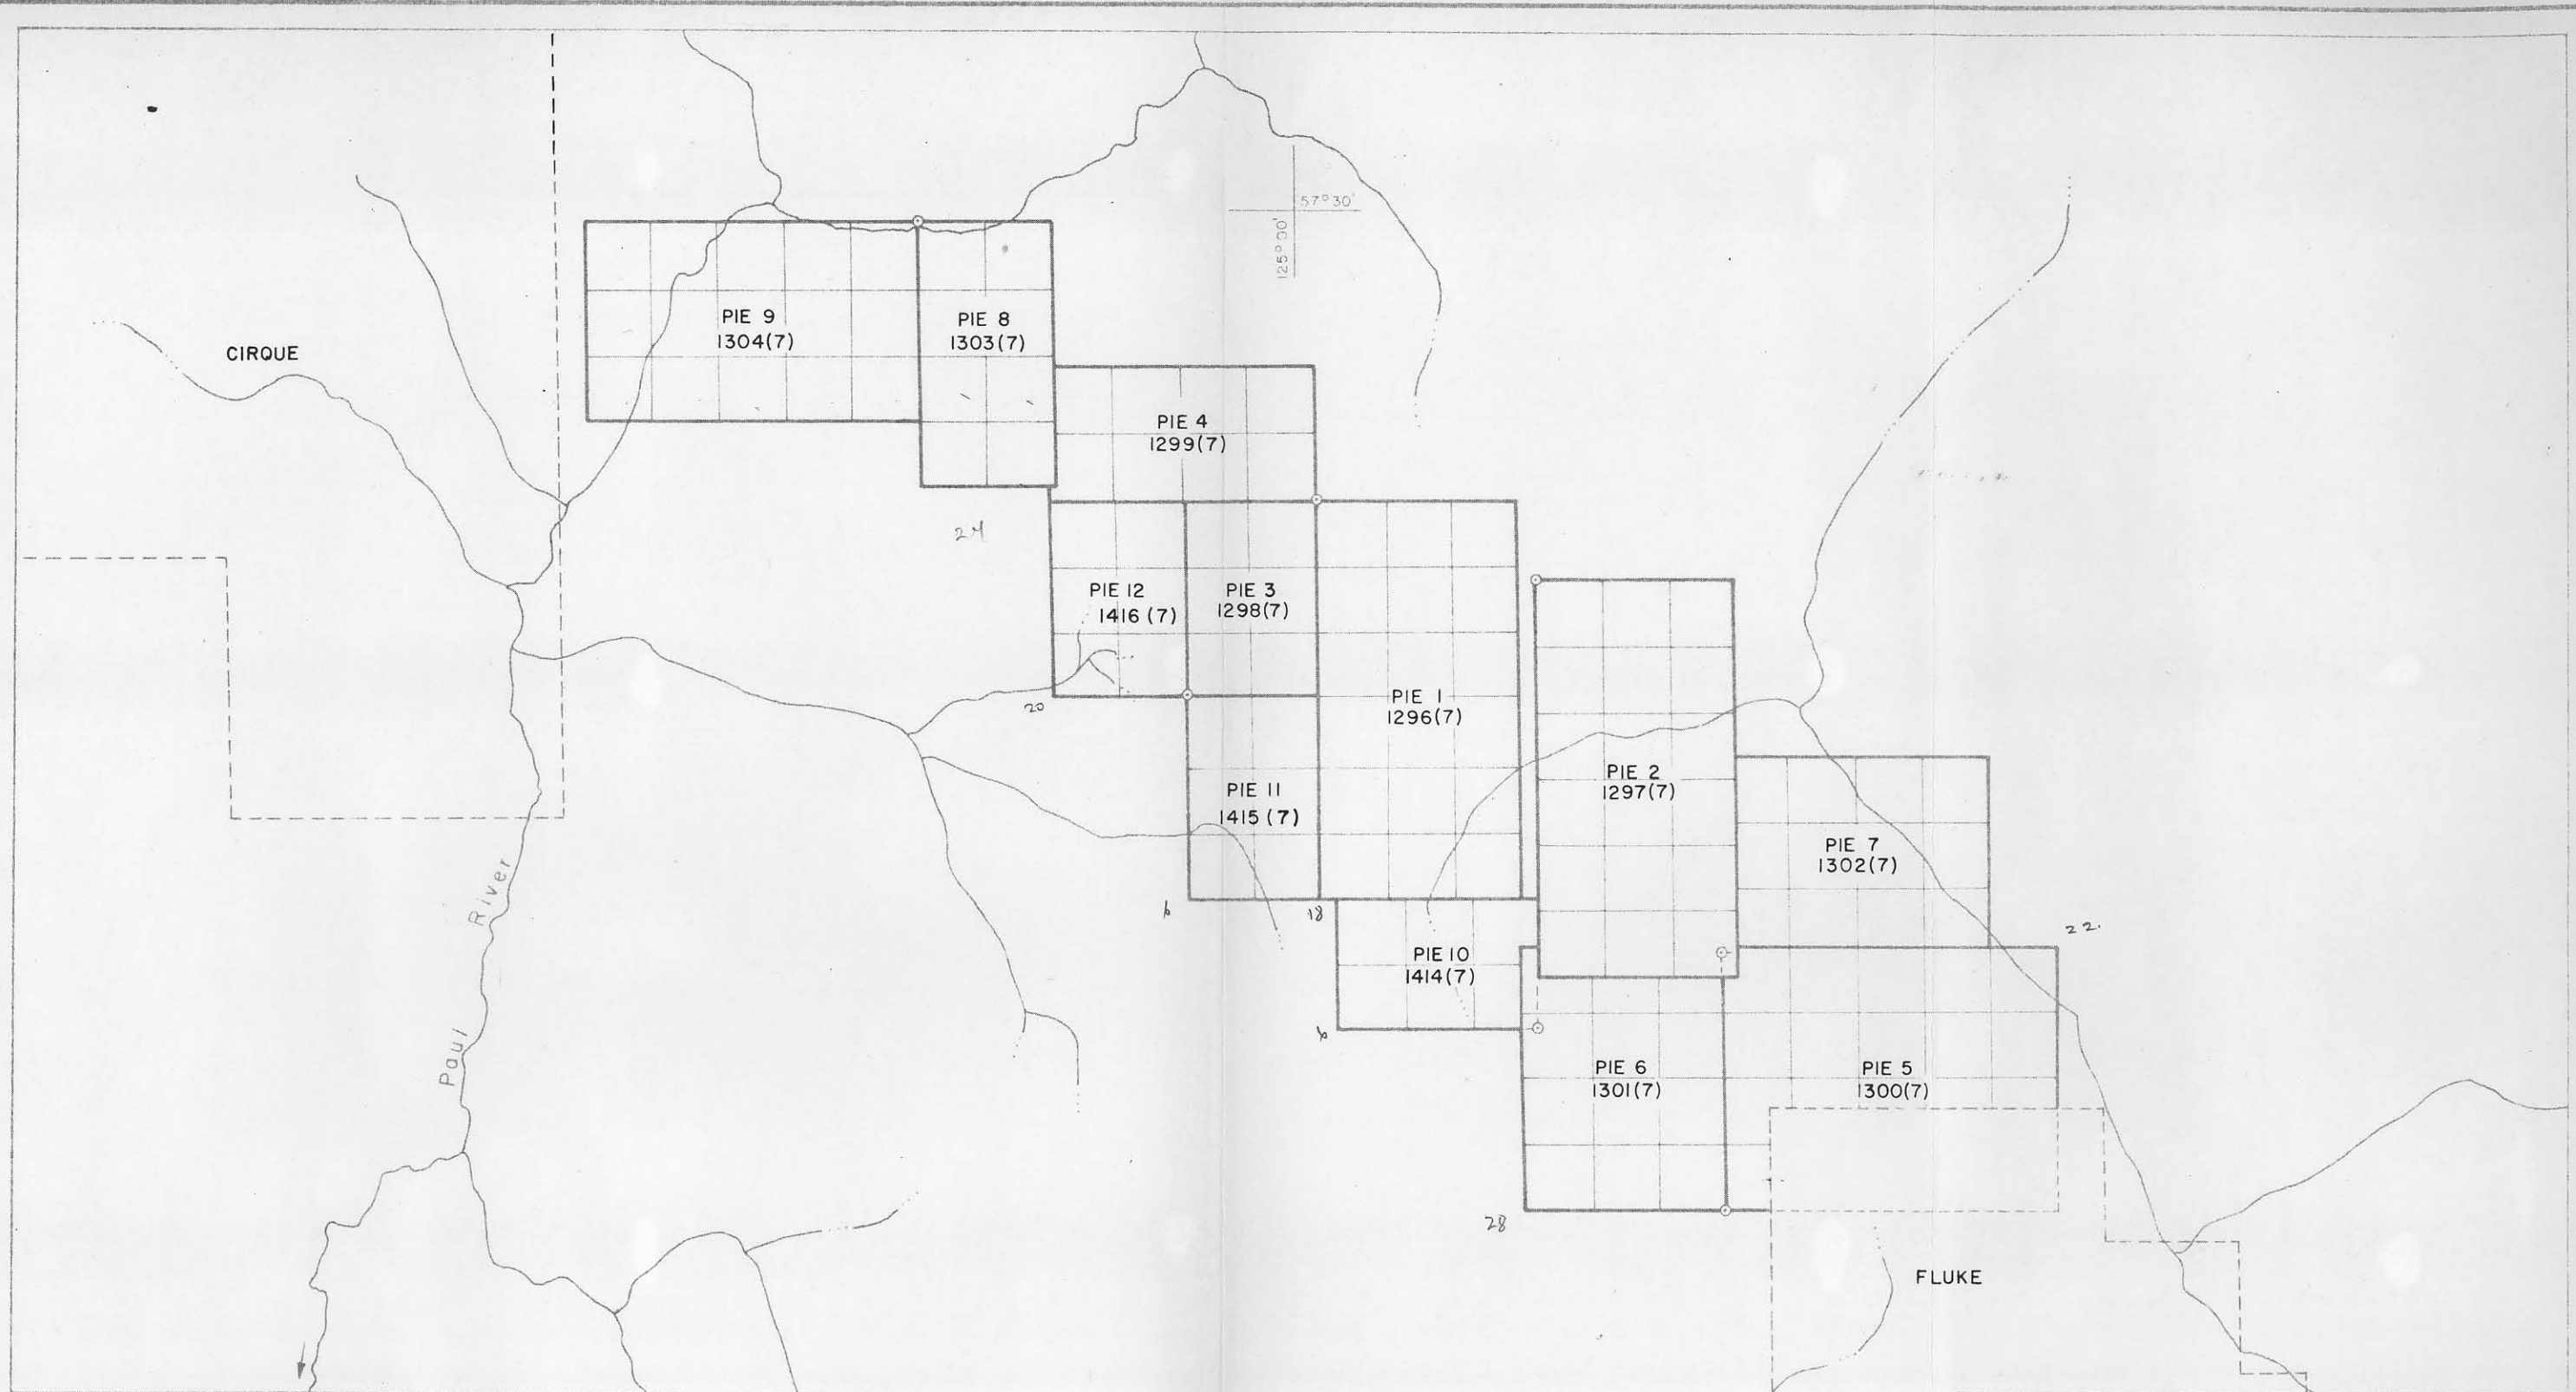 57°30'
125°00'
PIE 9
1304(7)
PIE 8
1303(7)
CIRQUE
PIE 4
1299(7)
24
PIE 12
1416 (7)
PIE 3
1298(7)
20
PIE 1
1296(7)
PIE 2
1297(7)
PIE 11
1415 (7)
PIE 7
1302(7)
Paul River
6
18
22.
PIE 10
1414(7)
6
PIE 6
1301(7)
PIE 5
1300(7)
28
FLUKE